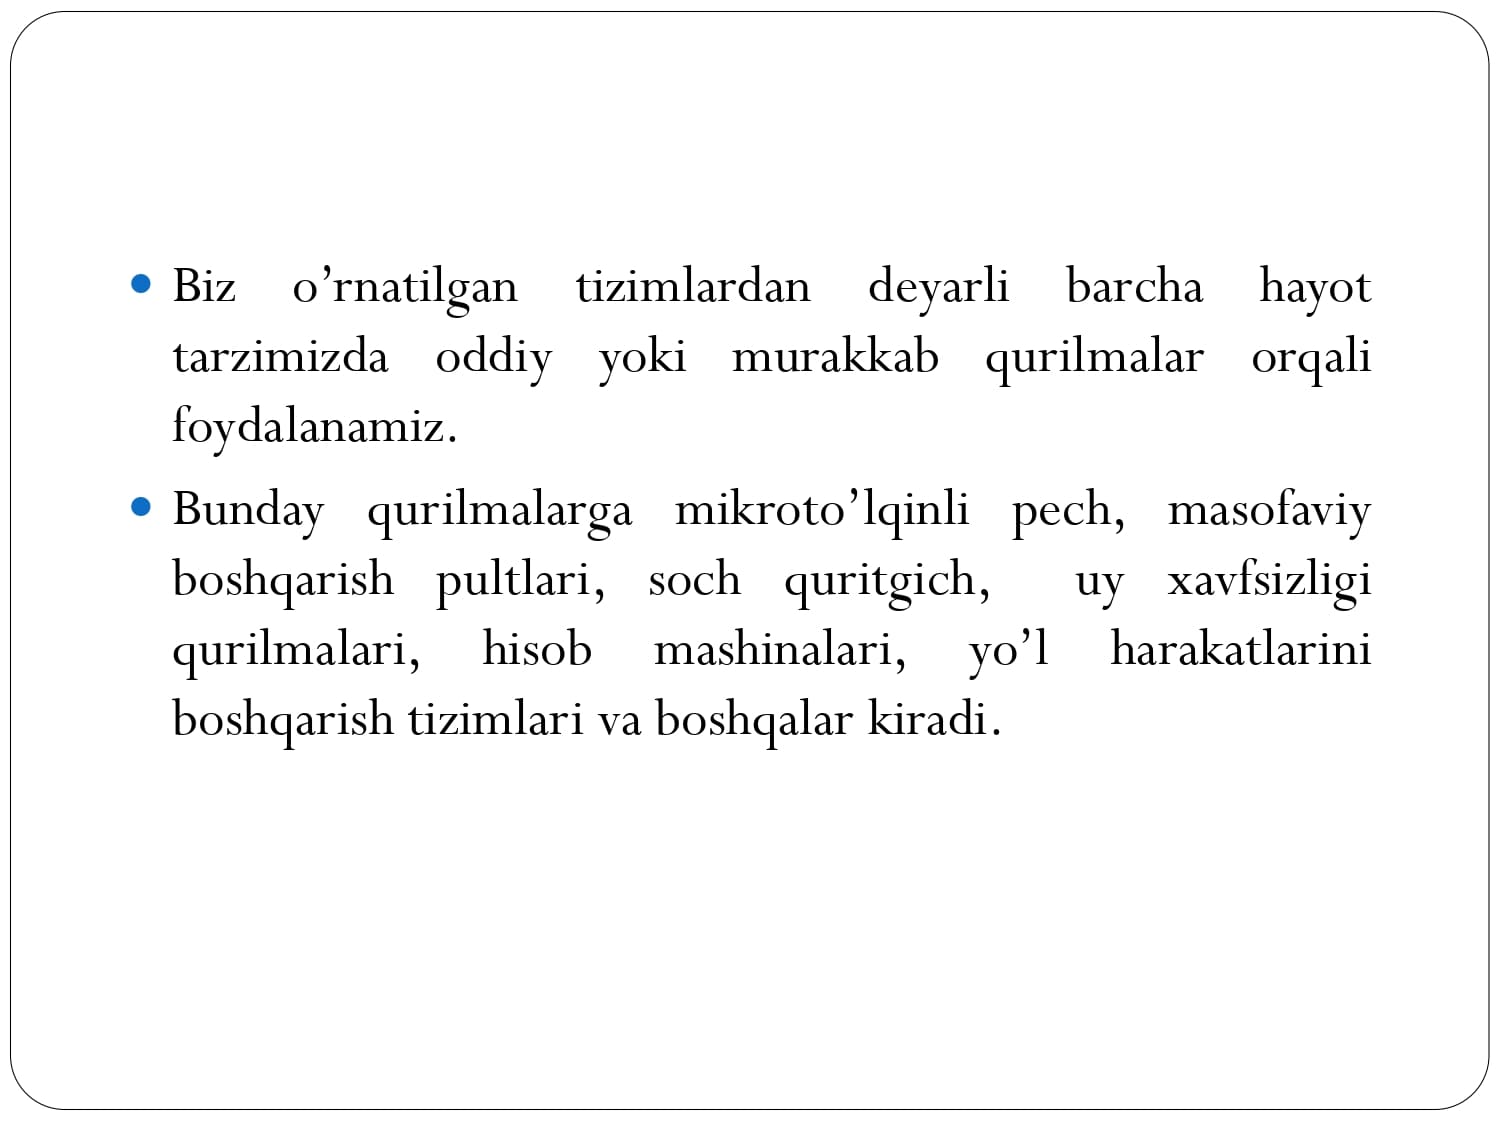 • Biz o’rnatilgan tizimlardan deyarli barcha hayot
tarzimizda oddiy yoki murakkab qurilmalar orqali
foydalanamiz.
• Bunday qurilmalarga mikroto’lqinli pech, masofaviy
boshqarish pultlari, soch quritgich, uy xavfsizligi
qurilmalari, hisob mashinalari, yo’l harakatlarini
boshqarish tizimlari va boshqalar kiradi.